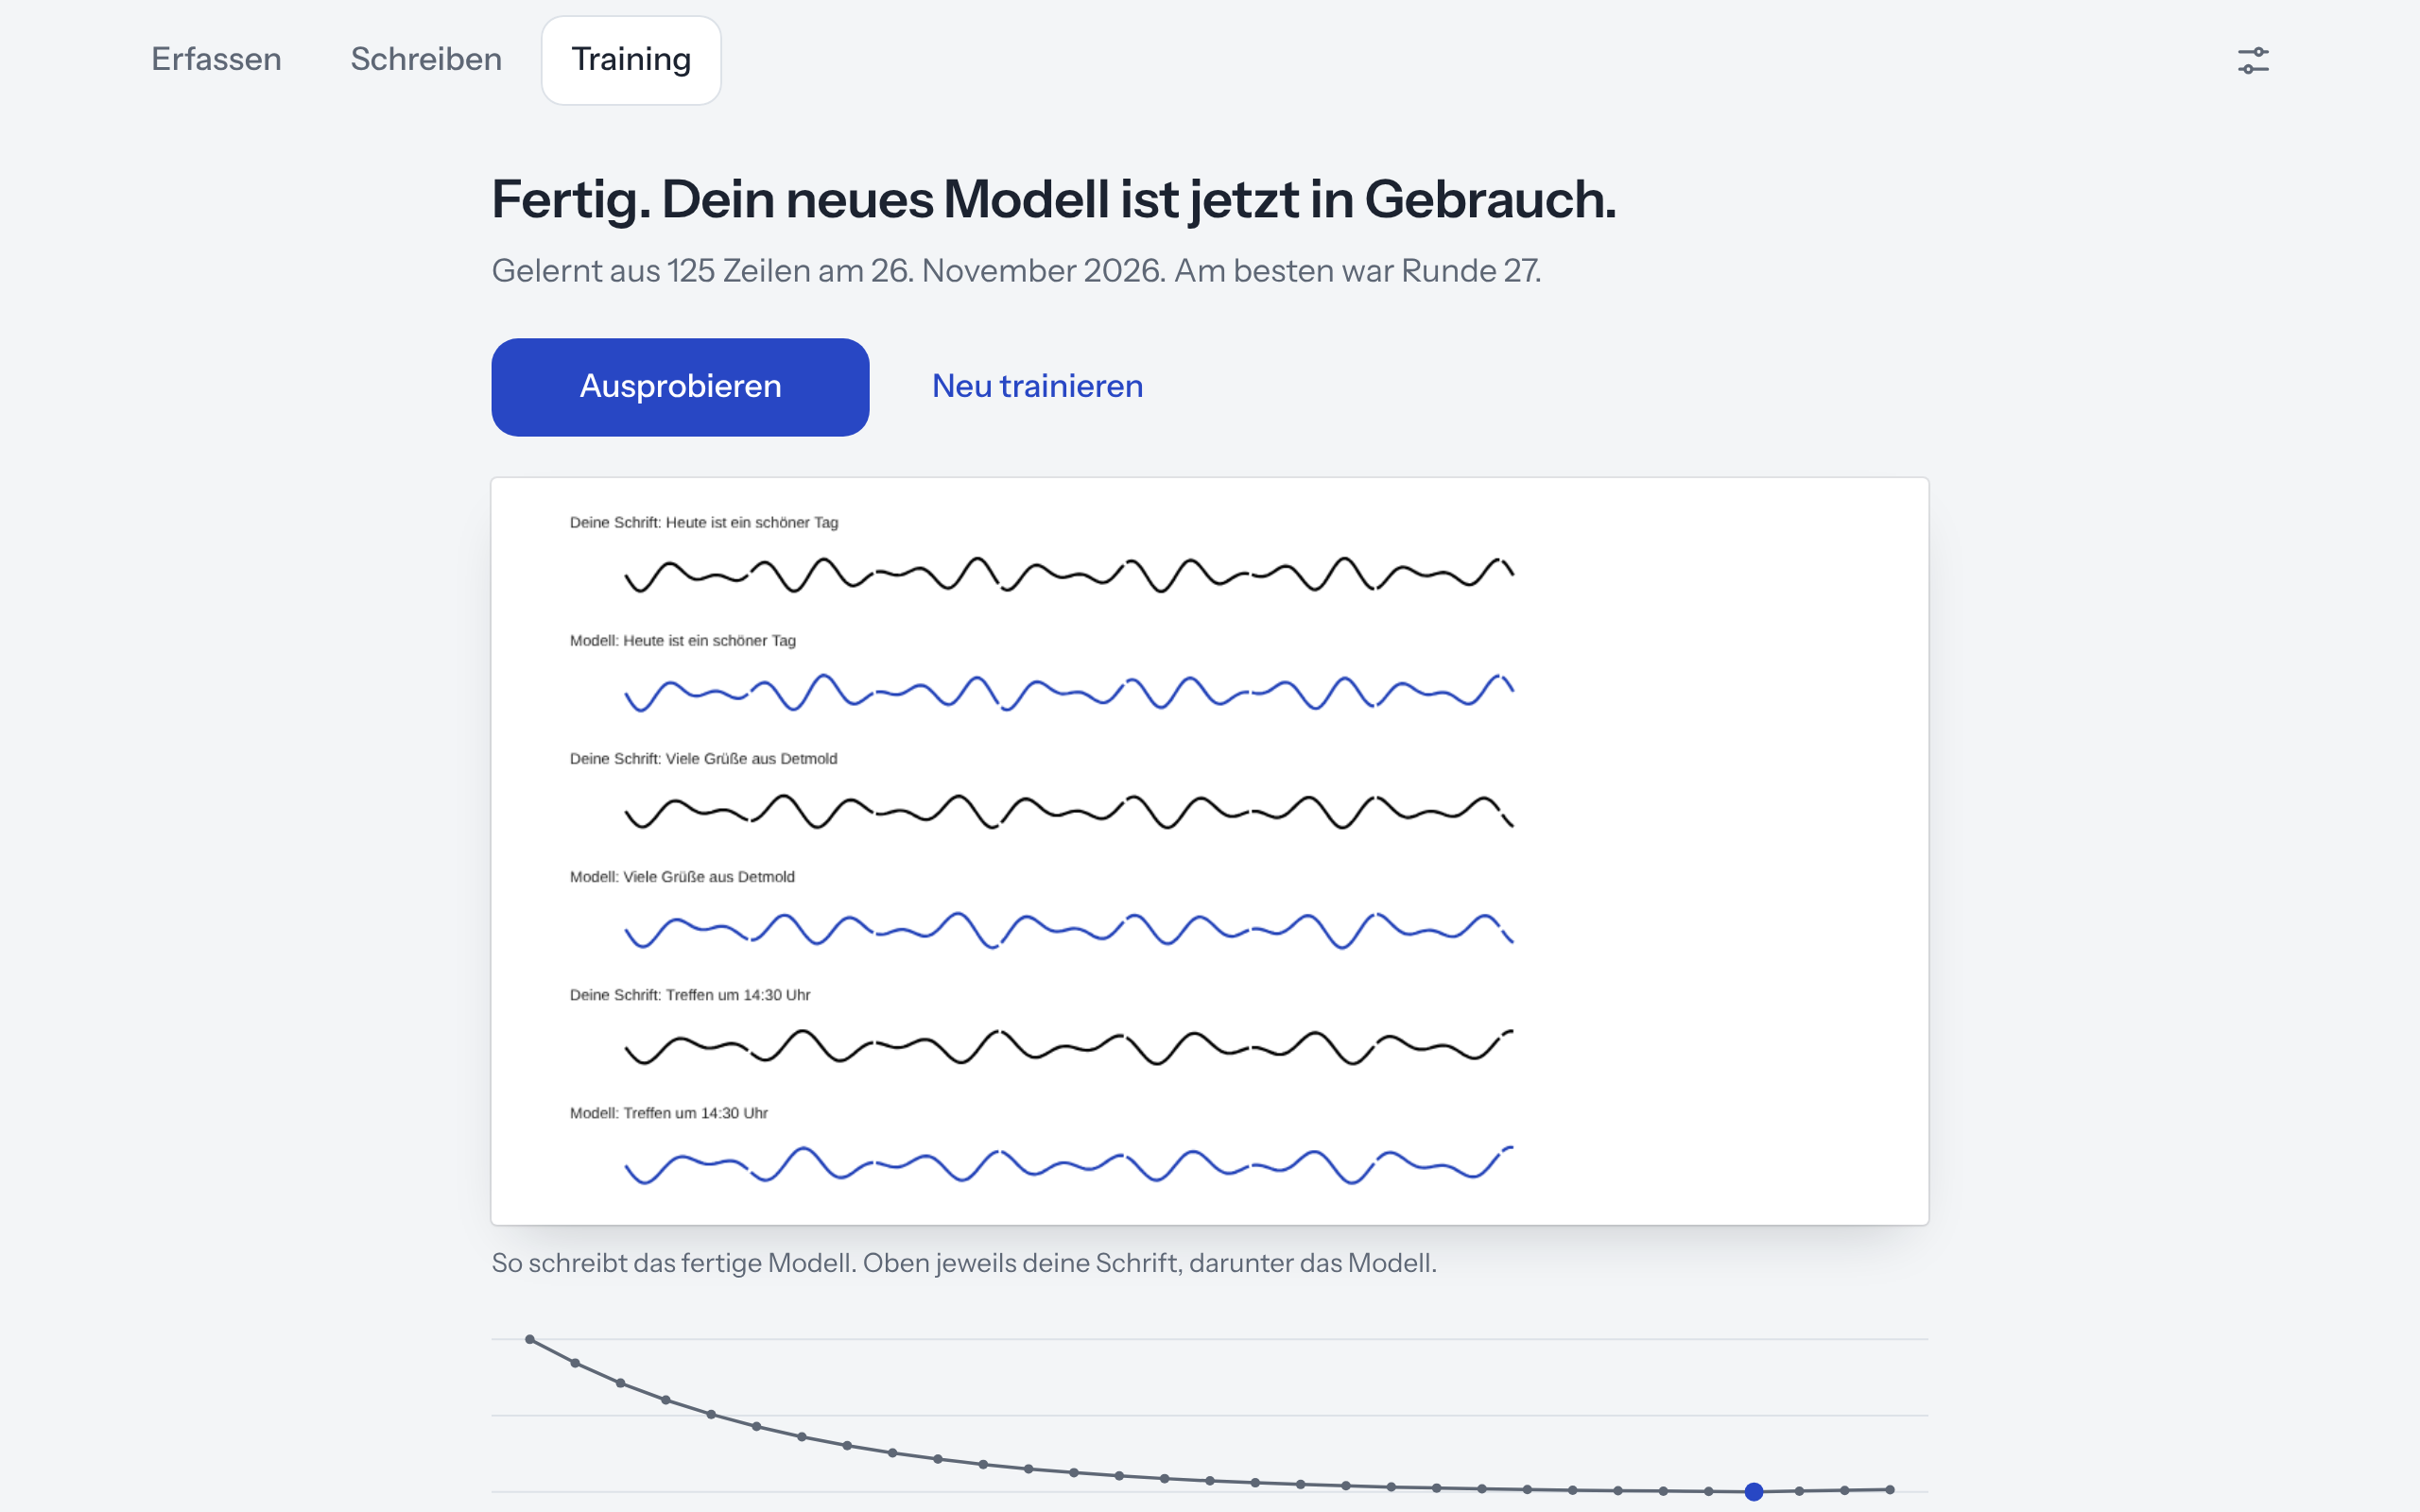 Erfassen Schreiben Training
Fertig. Dein neues Modell ist jetzt in Gebrauch.
Gelernt aus 125 Zeilen am 26. November 2026. Am besten war Runde 27.
Ausprobieren Neu trainieren
Deine Schrift: Heute ist ein schöner Tag
Modell: Heute ist ein schöner Tag
Deine Schrift: Viele Grüße aus Detmold
Modell: Viele Grüße aus Detmold
Deine Schrift: Treffen um 14:30 Uhr
Modell: Treffen um 14:30 Uhr
So schreibt das fertige Modell. Oben jeweils deine Schrift, darunter das Modell.